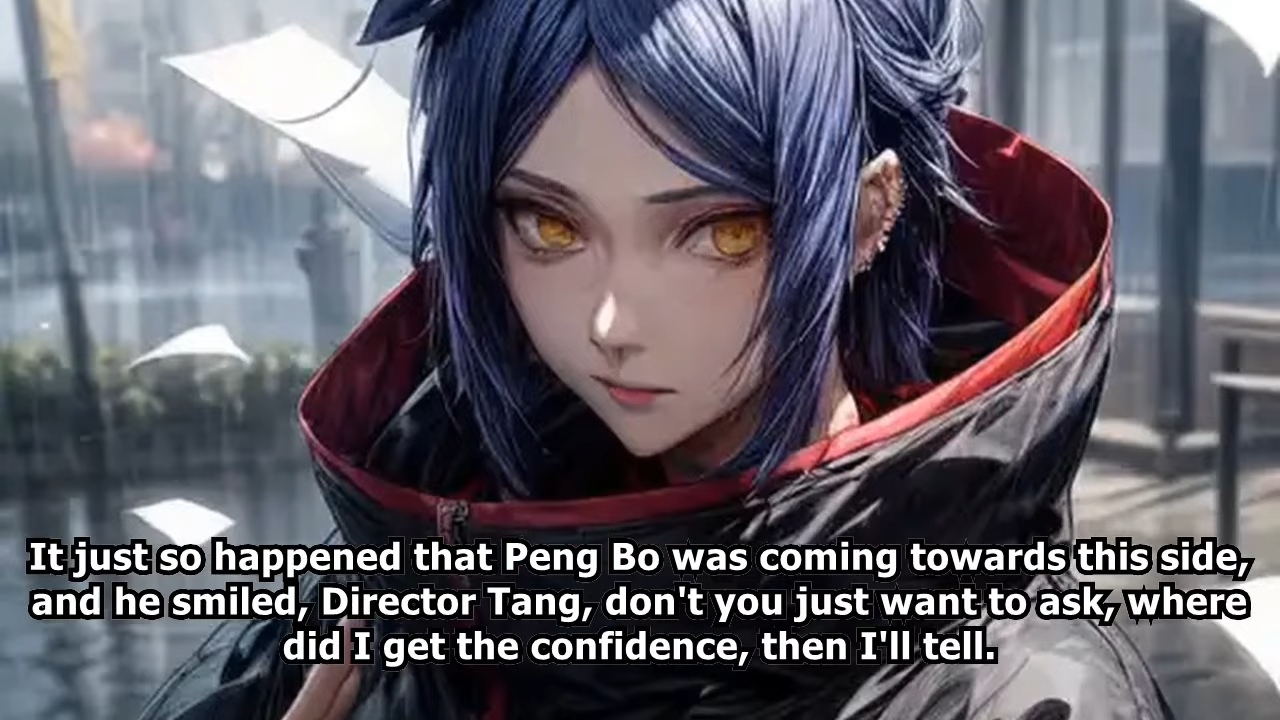 It just so happened that Peng Bo was coming towards this side,
and he smiled, Director Tang, don't you just want to ask, where
did I get the confidence, then I'll tell.